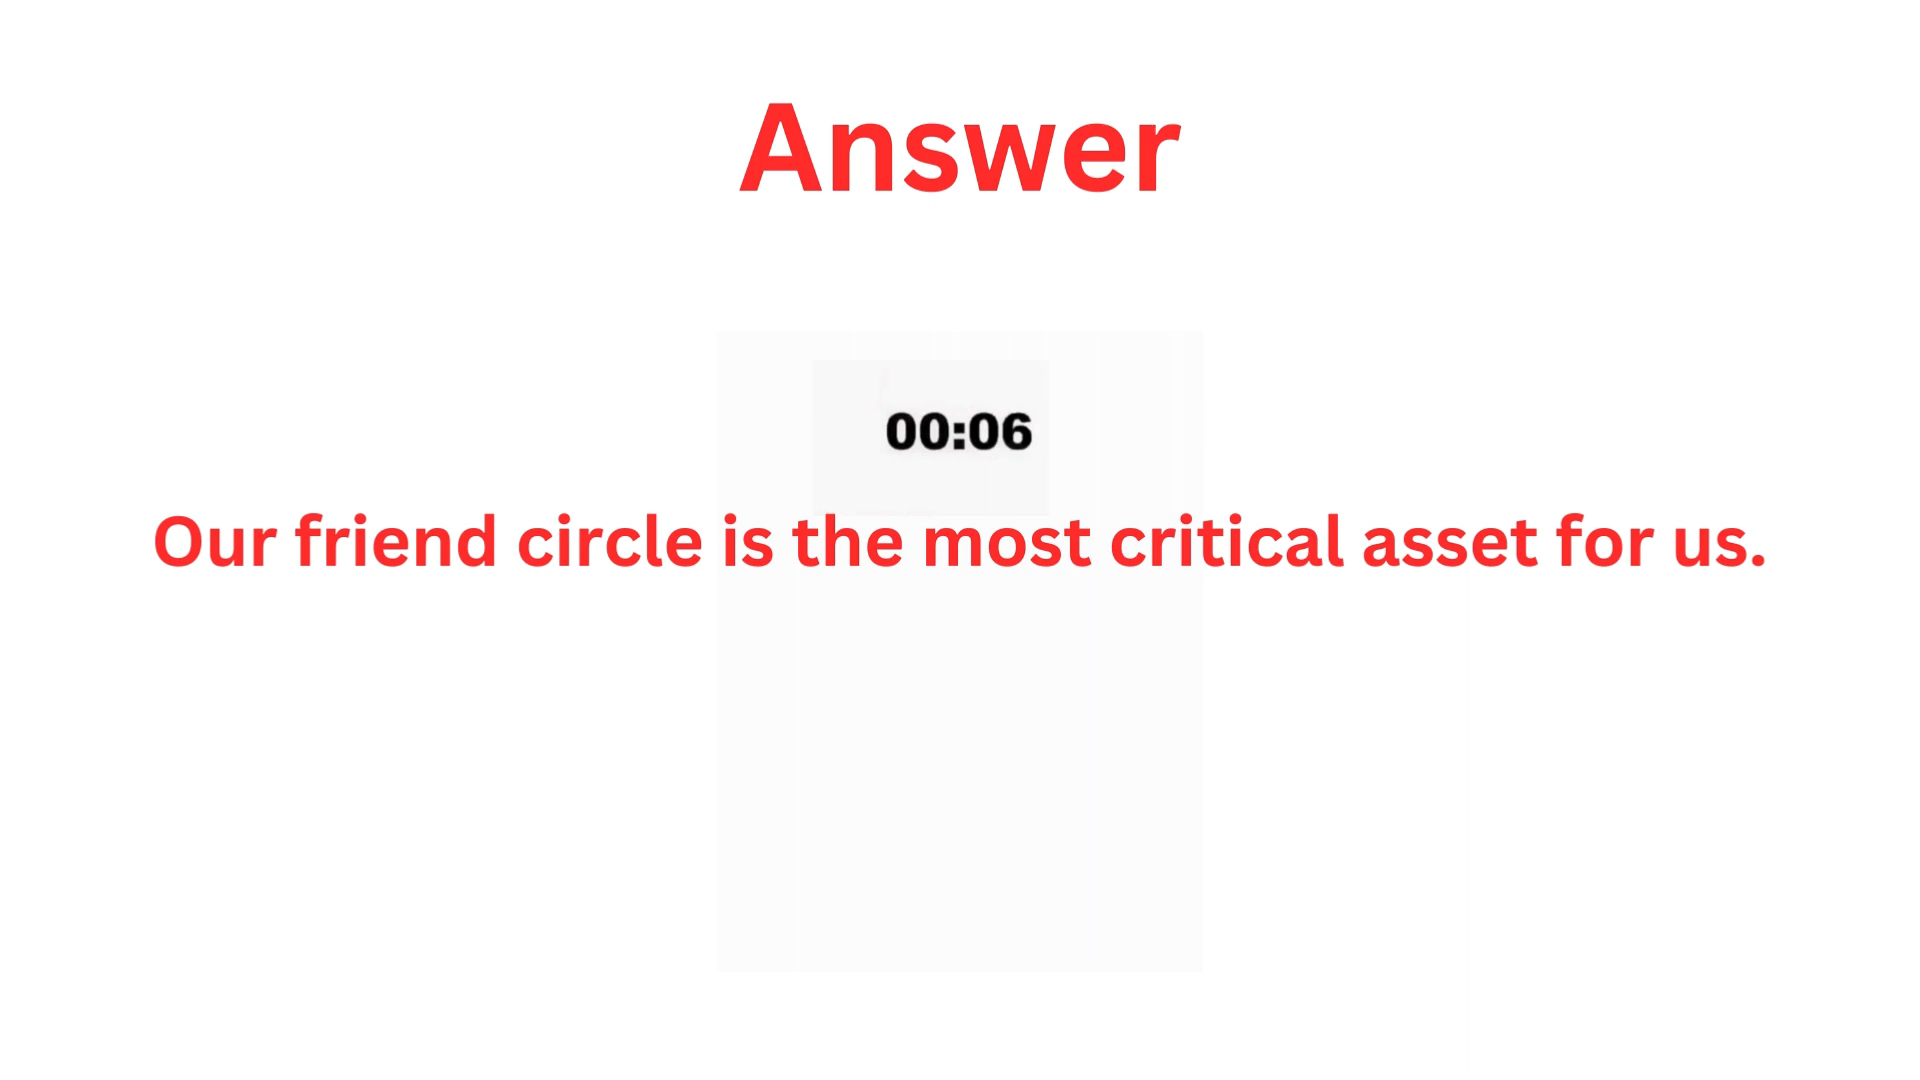 Answer
00:06
Our friend circle is the most critical asset for us.